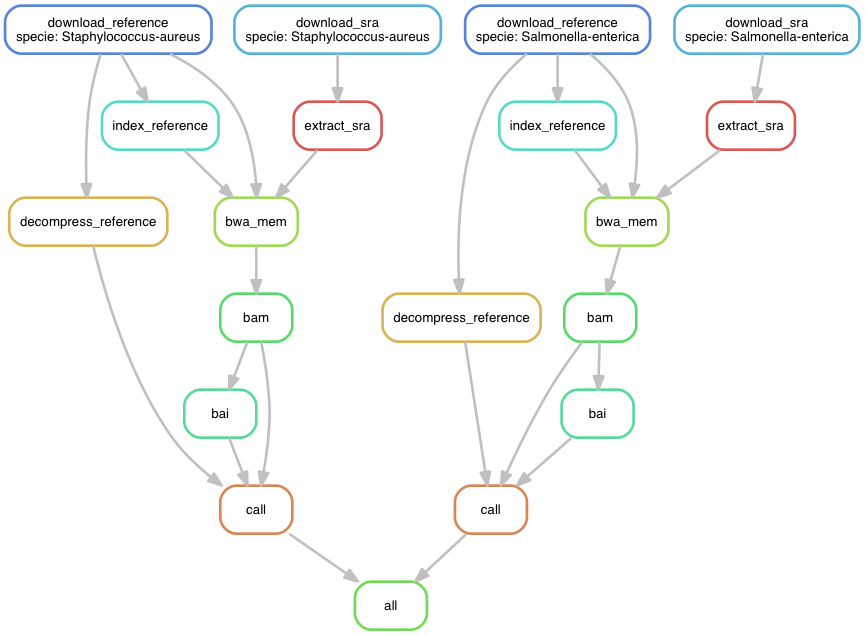 download_reference
specie: Staphylococcus-aureus
download_sra
specie: Staphylococcus-aureus
download_reference
specie: Salmonella-enterica
download_sra
specie: Salmonella-enterica
index_reference
extract_sra
index_reference
extract_sra
decompress_reference
bwa_mem
bwa_mem
bam
decompress_reference
bam
bai
bai
call
call
all